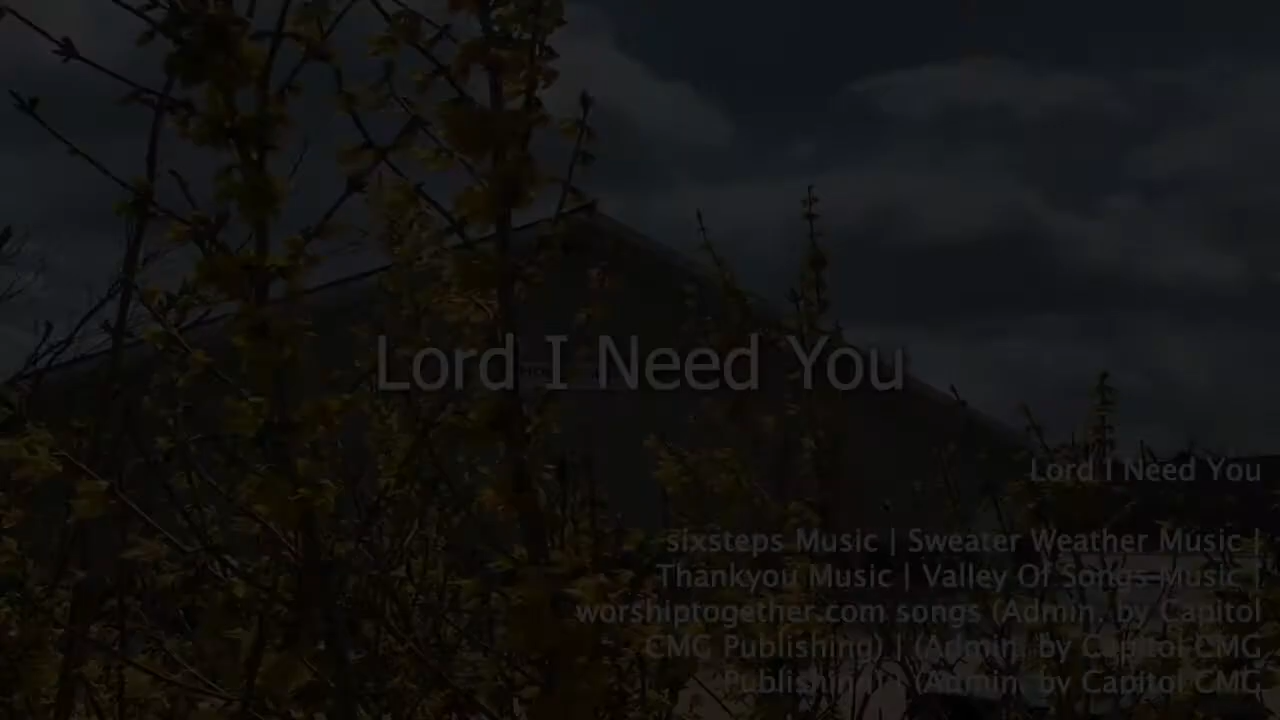 Lord I Need You
Lord I Need You
sixsteps Music | Sweater Weather Music |
Thankyou Music | Valley Of Songs Music |
worshiptogether.com songs (Admin. by Capitol
CMG Publishing) | (Admin. by Capitol CMG
Publishing) | (Admin. by Capitol CMG